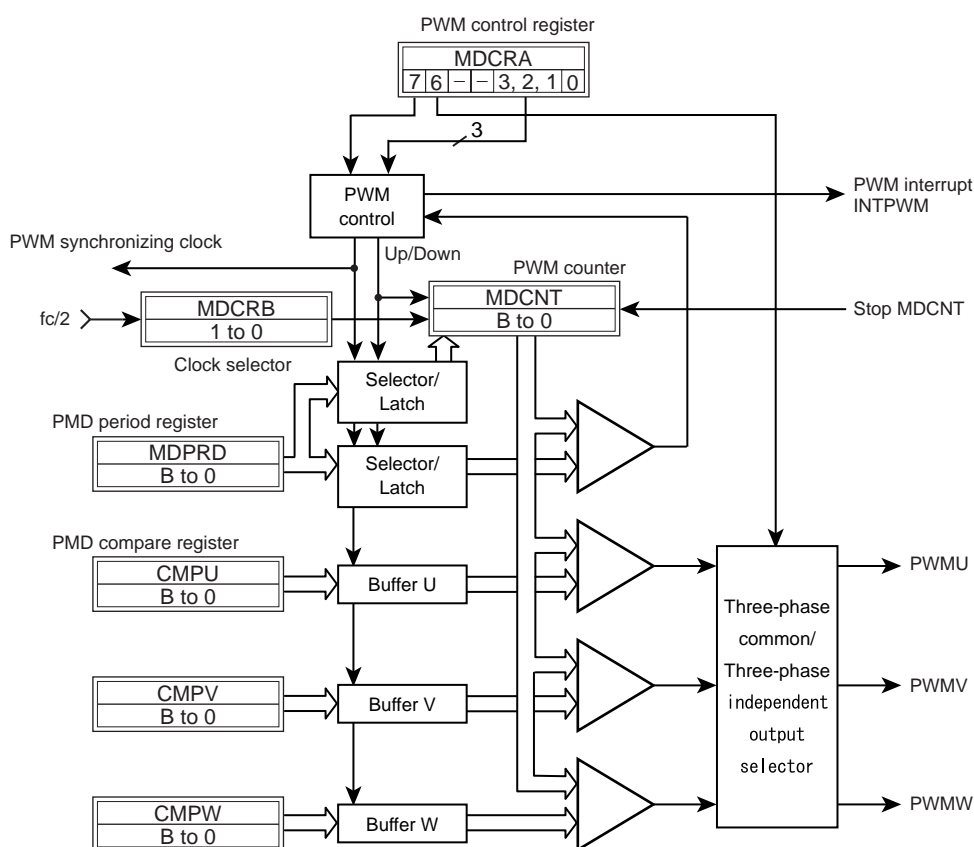 PWM control register
MDCRA
7 6 – – 3, 2, 1 0
3
PWM
control
PWM interrupt
INTPWM
PWM synchronizing clock
Up/Down
PWM counter
MDCNT
B to 0
Stop MDCNT
fc/2
MDCRB
1 to 0
Clock selector
Selector/
Latch
PMD period register
MDPRD
B to 0
Selector/
Latch
PMD compare register
CMPU
B to 0
Buffer U
PWMU
Three-phase
common/
Three-phase
independent
output
selector
CMPV
B to 0
Buffer V
PWMV
CMPW
B to 0
Buffer W
PWMW